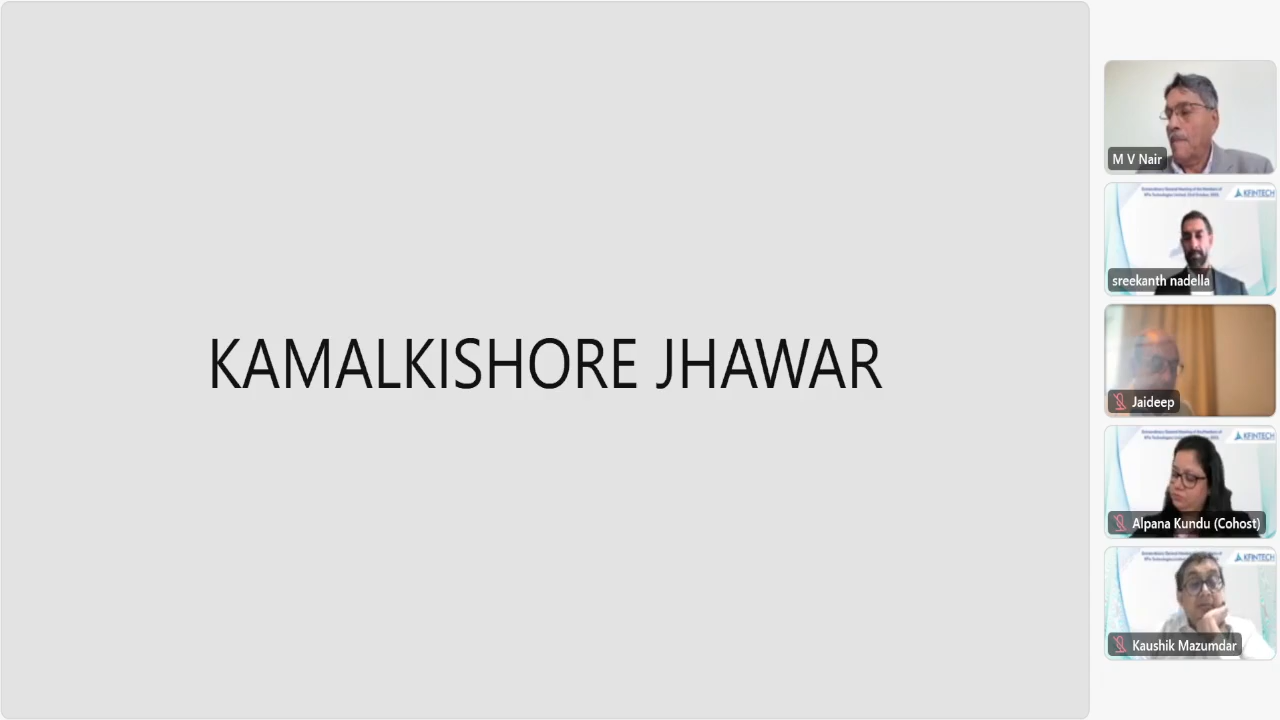 KAMALKISHORE JHAWAR
M V Nair
KFINTECH
sreekanth nadella
Jaideep
KFINTECH
Alpana Kundu (Cohost)
KFINTECH
Kaushik Mazumdar